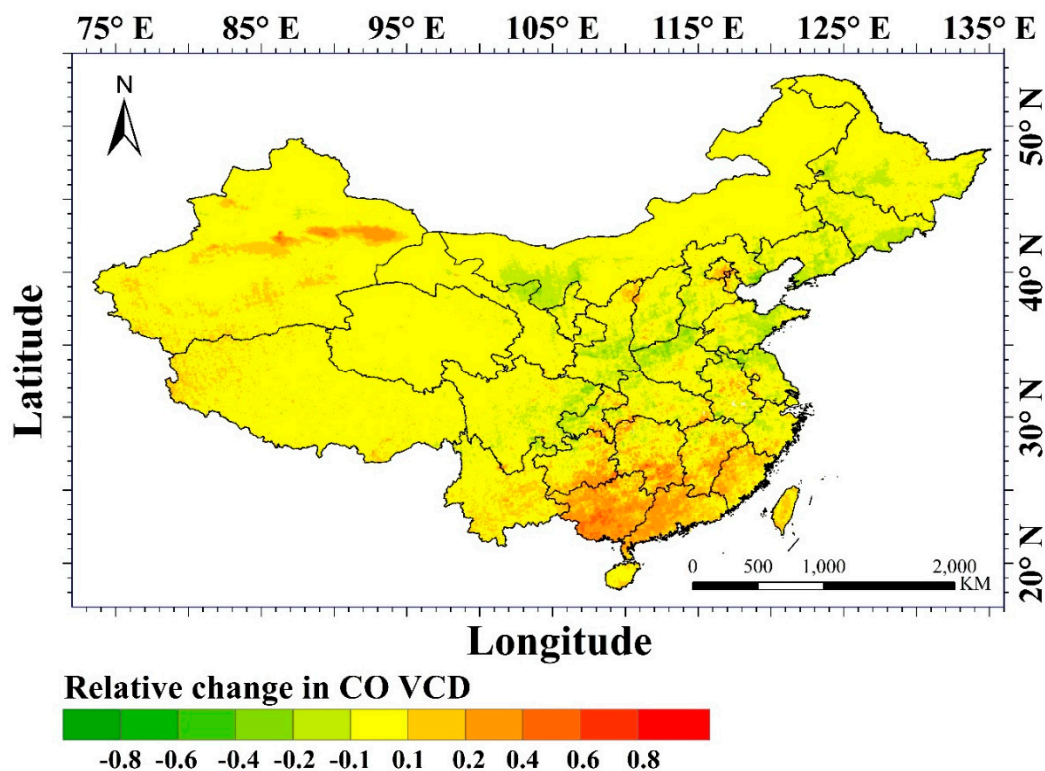 75° E 85° E 95° E 105° E 115° E 125° E 135° E
N
50° N
40° N
30° N
20° N
Latitude
0 500 1,000 2,000
KM
Longitude
Relative change in CO VCD
-0.8 -0.6 -0.4 -0.2 -0.1 0.1 0.2 0.4 0.6 0.8